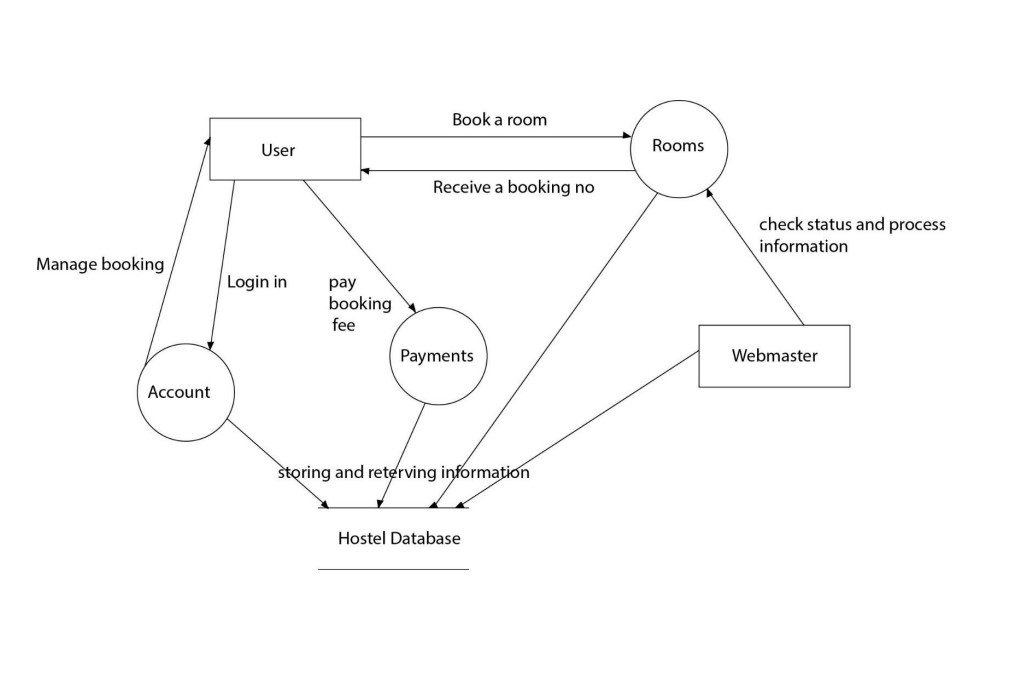 Book a room
User
Rooms
Receive a booking no
check status and process
information
Manage booking
Login in
pay
booking
fee
Payments
Webmaster
Account
storing and reterving information
Hostel Database